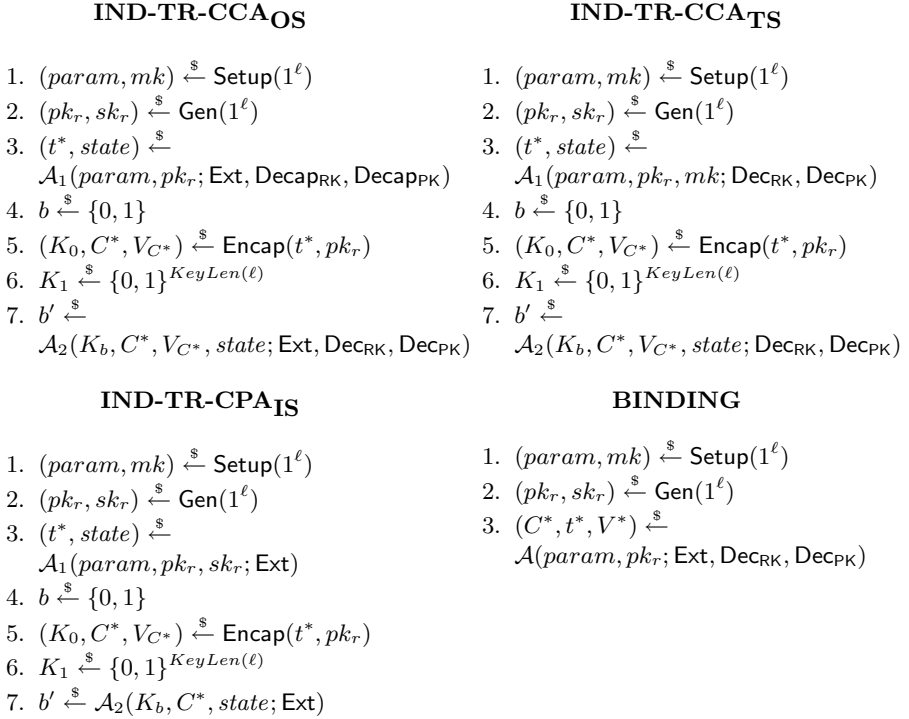 IND-TR-CCA_OS
1. (param, mk) ←$ Setup(1^ℓ)
2. (pk_r, sk_r) ←$ Gen(1^ℓ)
3. (t*, state) ←$
A_1(param, pk_r; Ext, Decap_RK, Decap_PK)
4. b ←$ {0, 1}
5. (K_0, C*, V_C*) ←$ Encap(t*, pk_r)
6. K_1 ←$ {0, 1}^KeyLen(ℓ)
7. b′ ←$
A_2(K_b, C*, V_C*, state; Ext, Dec_RK, Dec_PK)
IND-TR-CCA_TS
1. (param, mk) ←$ Setup(1^ℓ)
2. (pk_r, sk_r) ←$ Gen(1^ℓ)
3. (t*, state) ←$
A_1(param, pk_r, mk; Dec_RK, Dec_PK)
4. b ←$ {0, 1}
5. (K_0, C*, V_C*) ←$ Encap(t*, pk_r)
6. K_1 ←$ {0, 1}^KeyLen(ℓ)
7. b′ ←$
A_2(K_b, C*, V_C*, state; Dec_RK, Dec_PK)
IND-TR-CPA_IS
1. (param, mk) ←$ Setup(1^ℓ)
2. (pk_r, sk_r) ←$ Gen(1^ℓ)
3. (t*, state) ←$
A_1(param, pk_r, sk_r; Ext)
4. b ←$ {0, 1}
5. (K_0, C*, V_C*) ←$ Encap(t*, pk_r)
6. K_1 ←$ {0, 1}^KeyLen(ℓ)
7. b′ ←$ A_2(K_b, C*, state; Ext)
BINDING
1. (param, mk) ←$ Setup(1^ℓ)
2. (pk_r, sk_r) ←$ Gen(1^ℓ)
3. (C*, t*, V*) ←$
A(param, pk_r; Ext, Dec_RK, Dec_PK)